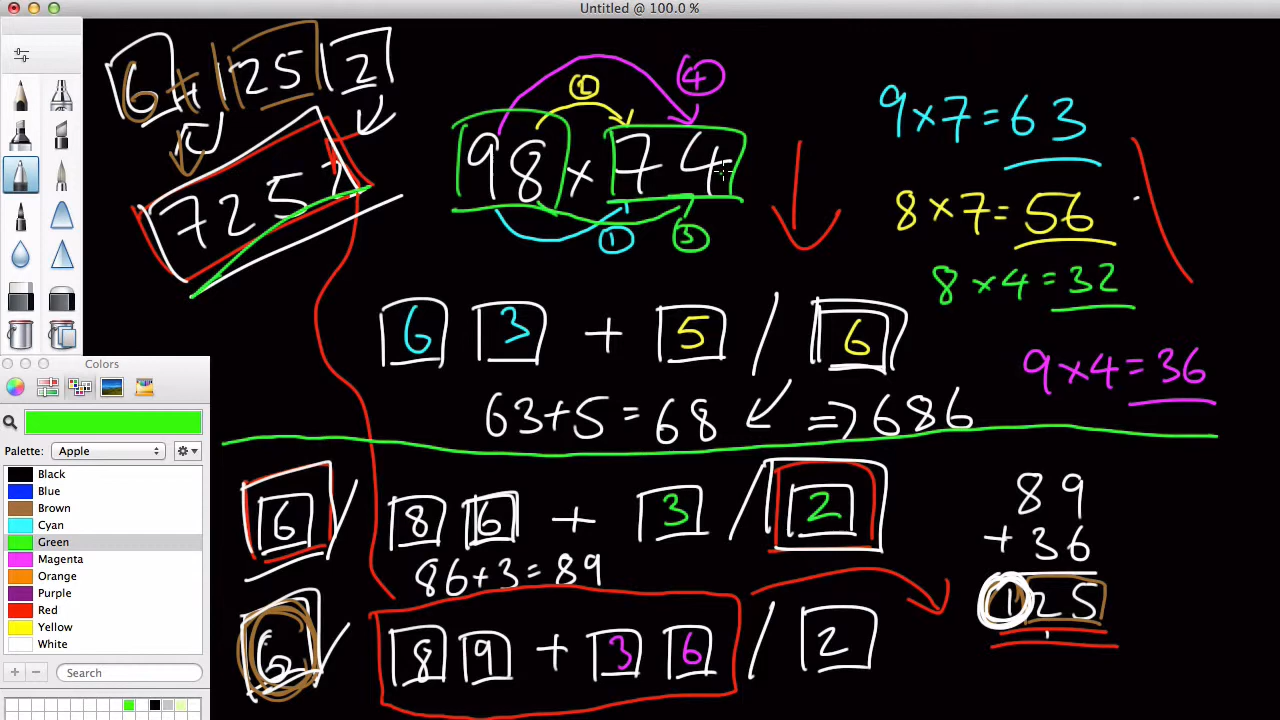 Untitled @ 100.0 %
6+125|2
7252
② ④
98 × 74
① ③
9×7=63
8×7=56
8×4=32
9×4=36
6 3 + 5 / 6
63+5=68 ↙ => 686
6 / 8 6 + 3 / 2
86+3=89
6 / 8 9 + 3 6 / 2
89
+36
125
Colors
Palette: Apple
Black
Blue
Brown
Cyan
Green
Magenta
Orange
Purple
Red
Yellow
White
Search